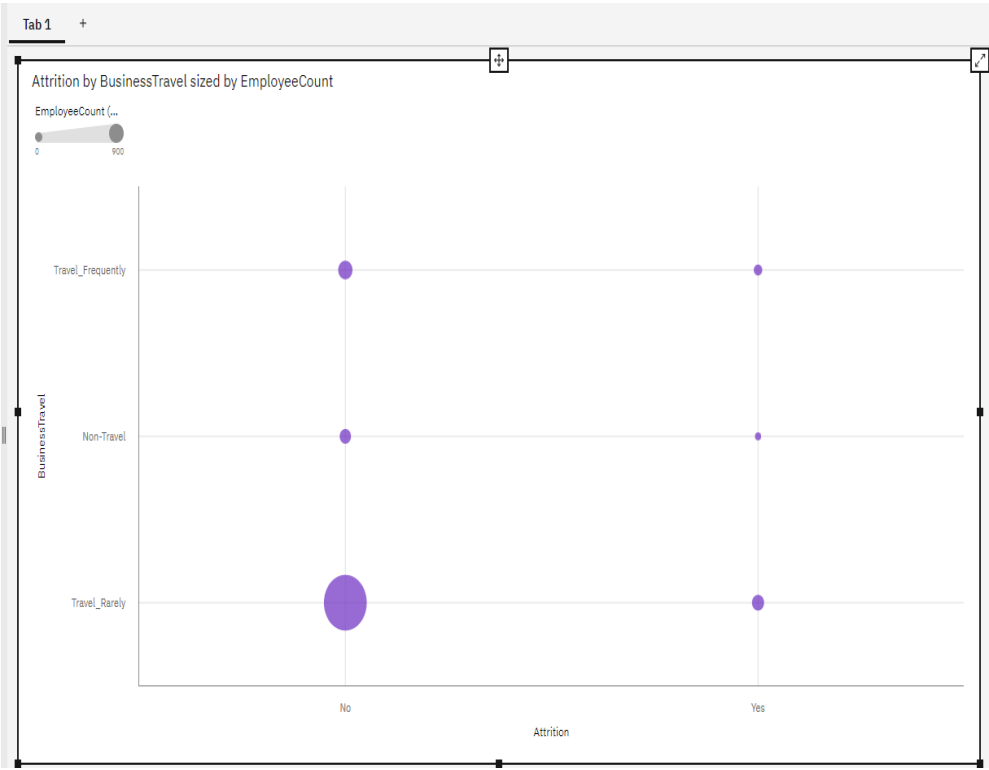 Tab 1 +
Attrition by BusinessTravel sized by EmployeeCount
EmployeeCount (...
0 900
Travel_Frequently
Non-Travel
Travel_Rarely
BusinessTravel
No Yes
Attrition